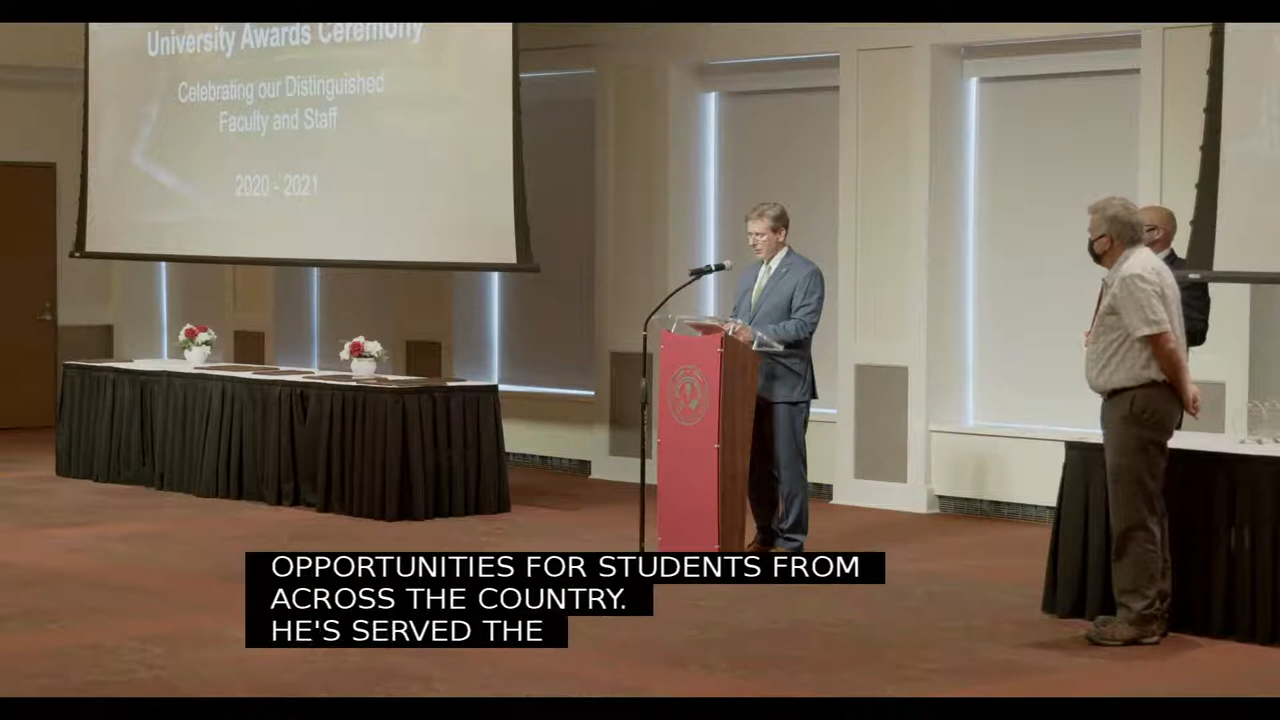 University Awards Ceremony
Celebrating our Distinguished
Faculty and Staff
2020 - 2021
OPPORTUNITIES FOR STUDENTS FROM
ACROSS THE COUNTRY.
HE'S SERVED THE